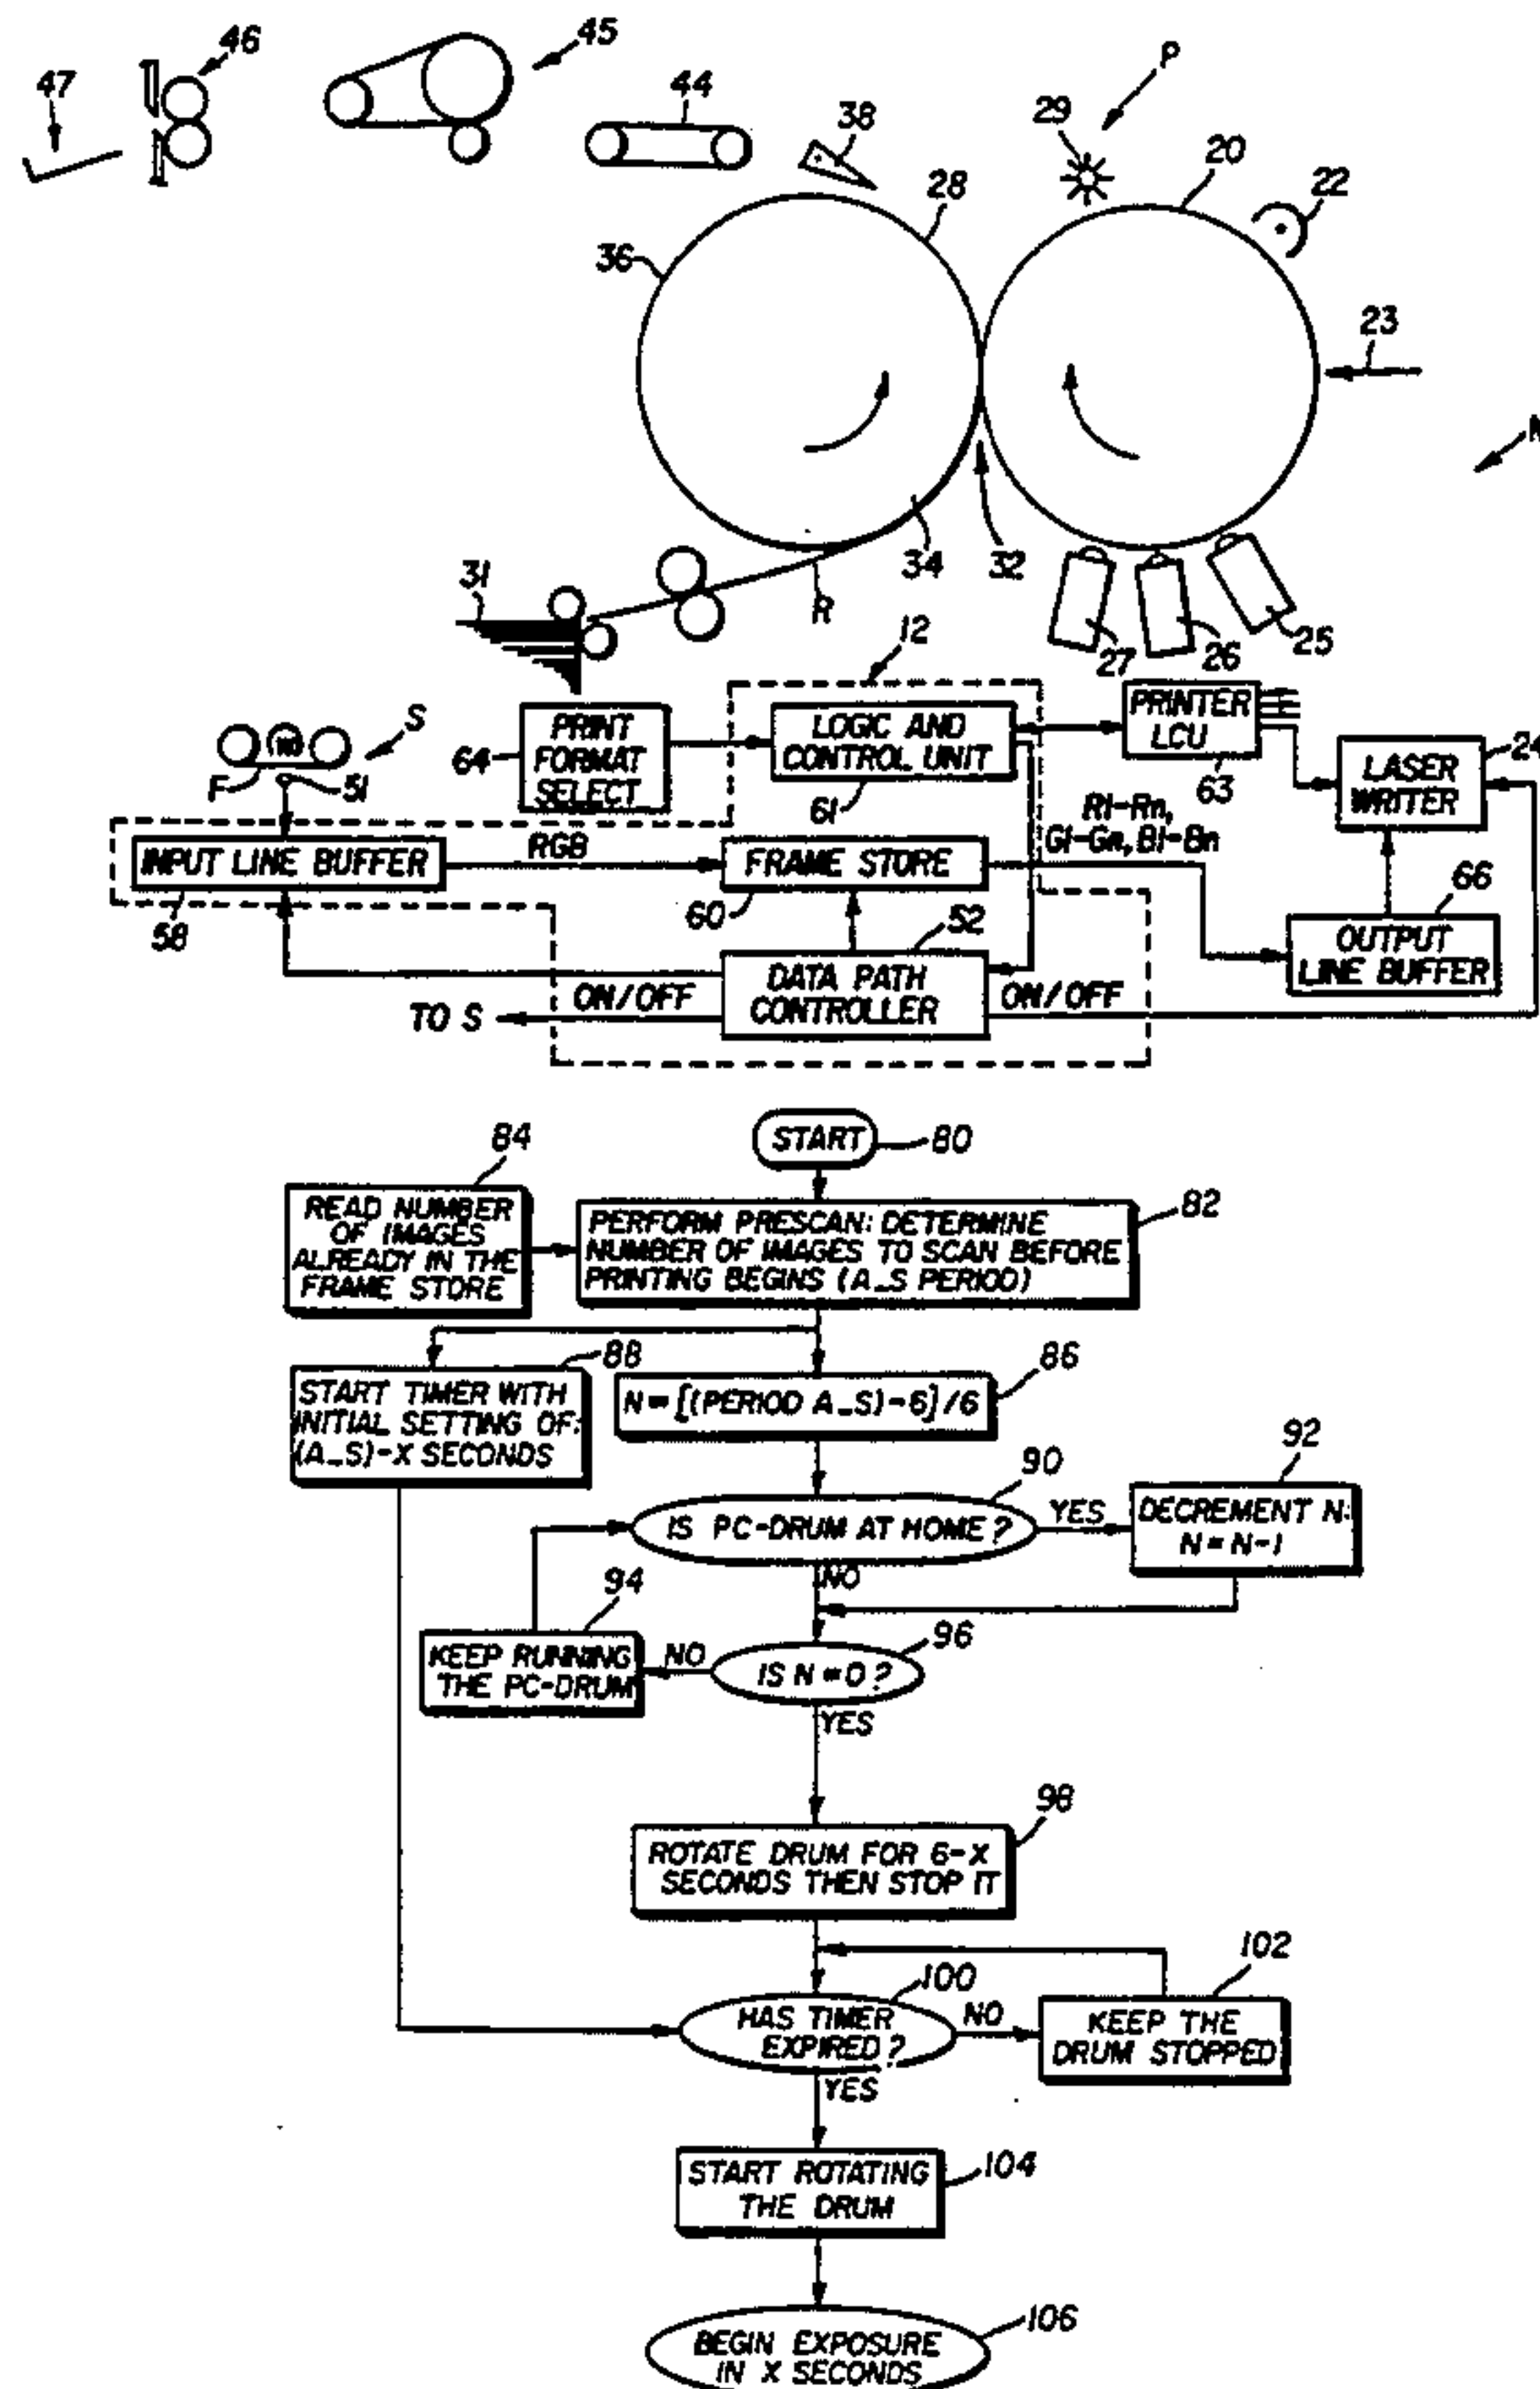 46
45
P
47
44
38
29
20
22
28
36
23
31
34
32
R
12
27
26
25
S
PRINT
FORMAT
SELECT
64
LOGIC AND
CONTROL UNIT
61
PRINTER
LCU
63
24
LASER
WRITER
F
51
R1-Rn,
G1-Gn, B1-Bn
INPUT LINE BUFFER
RGB
FRAME STORE
58
60
52
66
OUTPUT
LINE BUFFER
DATA PATH
CONTROLLER
ON/OFF
ON/OFF
TO S
START
80
84
READ NUMBER
OF IMAGES
ALREADY IN THE
FRAME STORE
PERFORM PRESCAN: DETERMINE
NUMBER OF IMAGES TO SCAN BEFORE
PRINTING BEGINS (A_S PERIOD)
82
88
START TIMER WITH
INITIAL SETTING OF:
(A_S)-X SECONDS
86
N = [(PERIOD A_S)-6]/6
90
IS PC-DRUM AT HOME?
YES
92
DECREMENT N:
N = N-1
NO
94
KEEP RUNNING
THE PC-DRUM
NO
96
IS N = 0?
YES
98
ROTATE DRUM FOR 6-X
SECONDS THEN STOP IT
100
HAS TIMER
EXPIRED?
NO
102
KEEP THE
DRUM STOPPED
YES
START ROTATING
THE DRUM
104
106
BEGIN EXPOSURE
IN X SECONDS